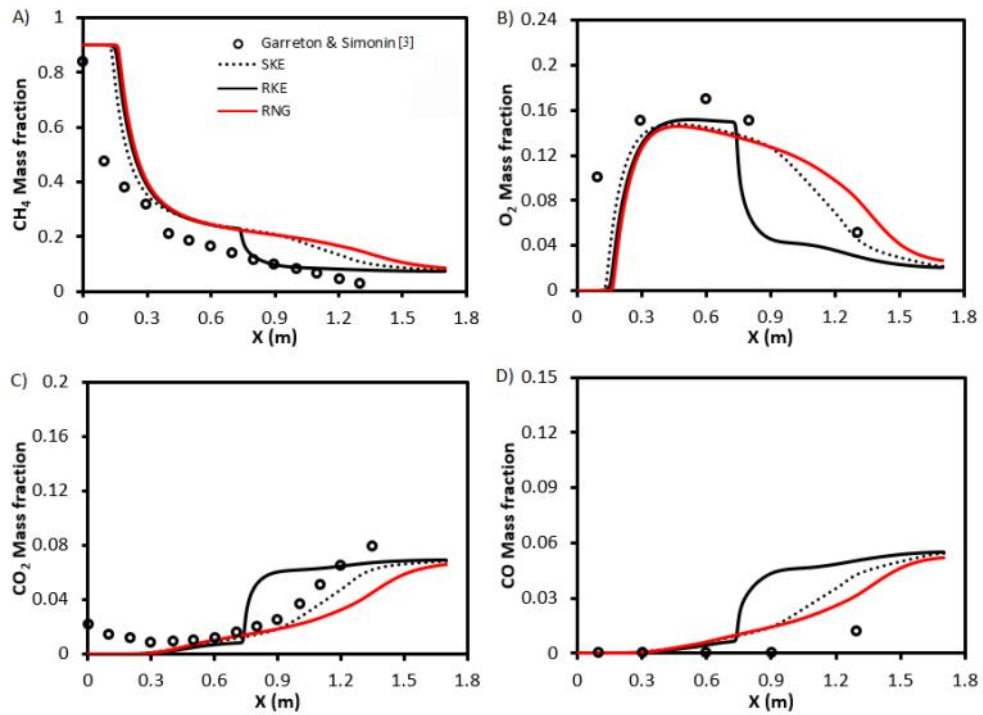 A)
1
0.8
0.6
0.4
0.2
0
CH4 Mass fraction
Garreton & Simonin [3]
SKE
RKE
RNG
0 0.3 0.6 0.9 1.2 1.5 1.8
X (m)
B)
0.24
0.2
0.16
0.12
0.08
0.04
0
O2 Mass fraction
0 0.3 0.6 0.9 1.2 1.5 1.8
X (m)
C)
0.2
0.16
0.12
0.08
0.04
0
CO2 Mass fraction
0 0.3 0.6 0.9 1.2 1.5 1.8
X (m)
D)
0.15
0.12
0.09
0.06
0.03
0
CO Mass fraction
0 0.3 0.6 0.9 1.2 1.5 1.8
X (m)